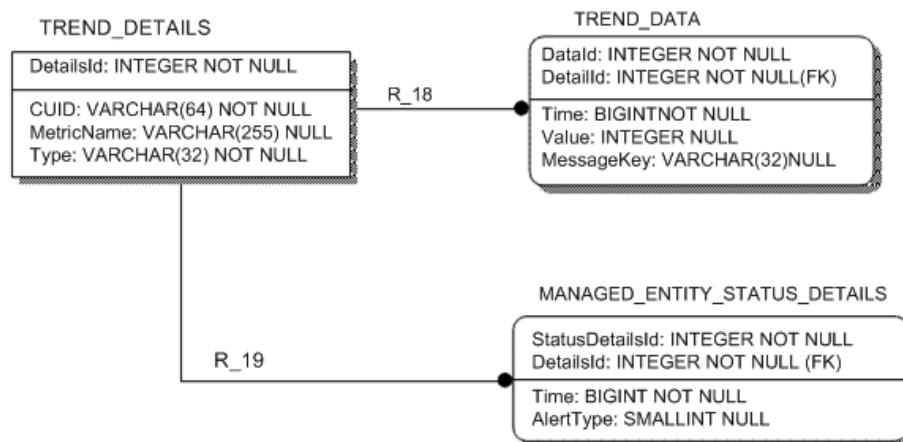 TREND_DETAILS
DetailsId: INTEGER NOT NULL
CUID: VARCHAR(64) NOT NULL
MetricName: VARCHAR(255) NULL
Type: VARCHAR(32) NOT NULL
R_18
TREND_DATA
DataId: INTEGER NOT NULL
DetailId: INTEGER NOT NULL(FK)
Time: BIGINTNOT NULL
Value: INTEGER NULL
MessageKey: VARCHAR(32)NULL
R_19
MANAGED_ENTITY_STATUS_DETAILS
StatusDetailsId: INTEGER NOT NULL
DetailsId: INTEGER NOT NULL (FK)
Time: BIGINT NOT NULL
AlertType: SMALLINT NULL